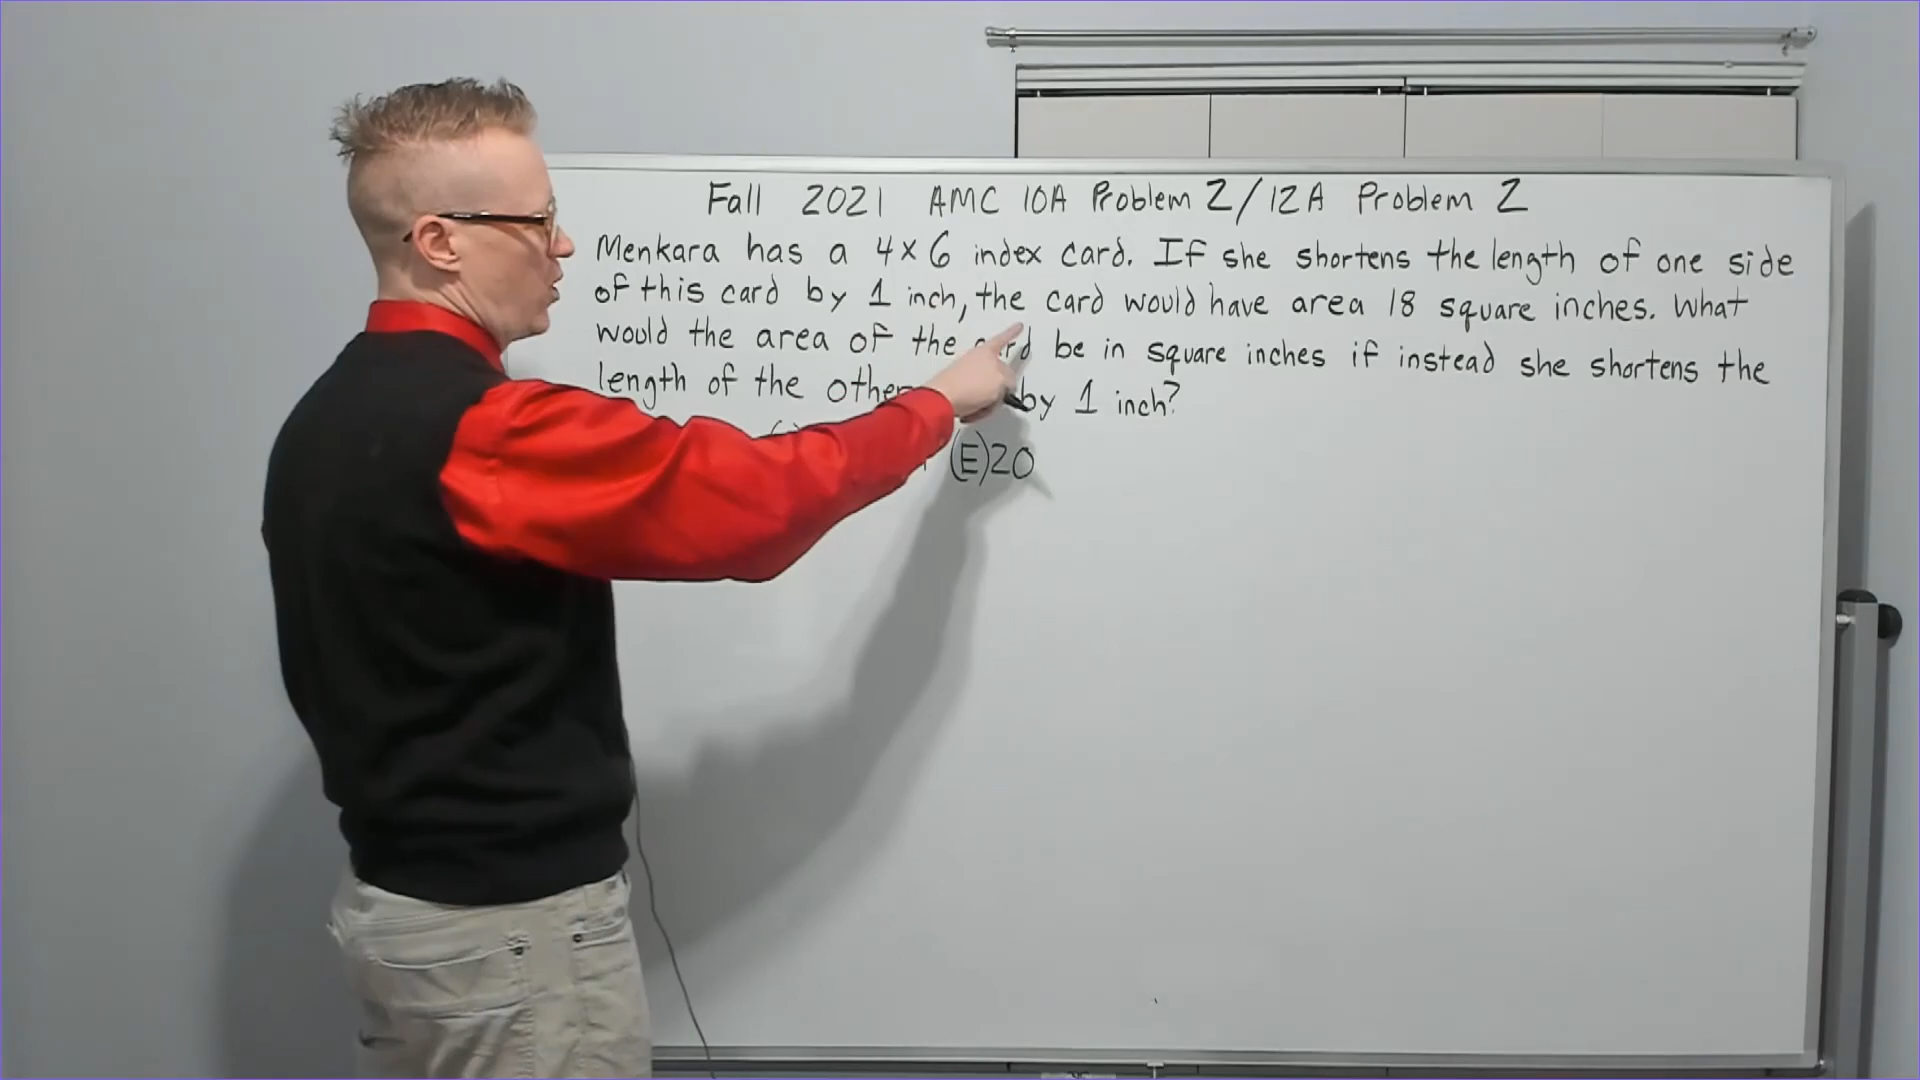 Fall 2021 AMC 10A Problem 2/12A Problem 2
Menkara has a 4×6 index card. If she shortens the length of one side
of this card by 1 inch, the card would have area 18 square inches. What
would the area of the card be in square inches if instead she shortens the
length of the other by 1 inch?
(E)20